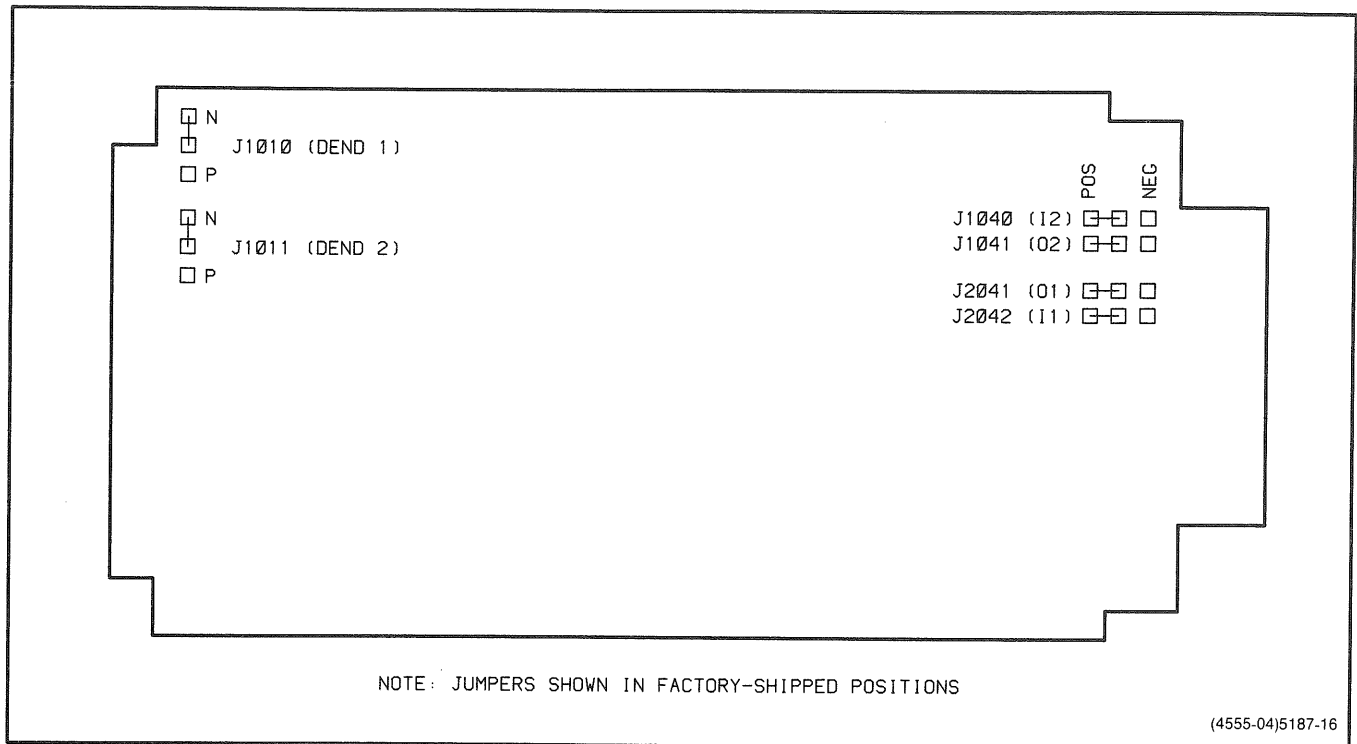 N
J1010 (DEND 1)
P
N
J1011 (DEND 2)
P
POS NEG
J1040 (I2)
J1041 (O2)
J2041 (O1)
J2042 (I1)
NOTE: JUMPERS SHOWN IN FACTORY-SHIPPED POSITIONS
(4555-04)5187-16